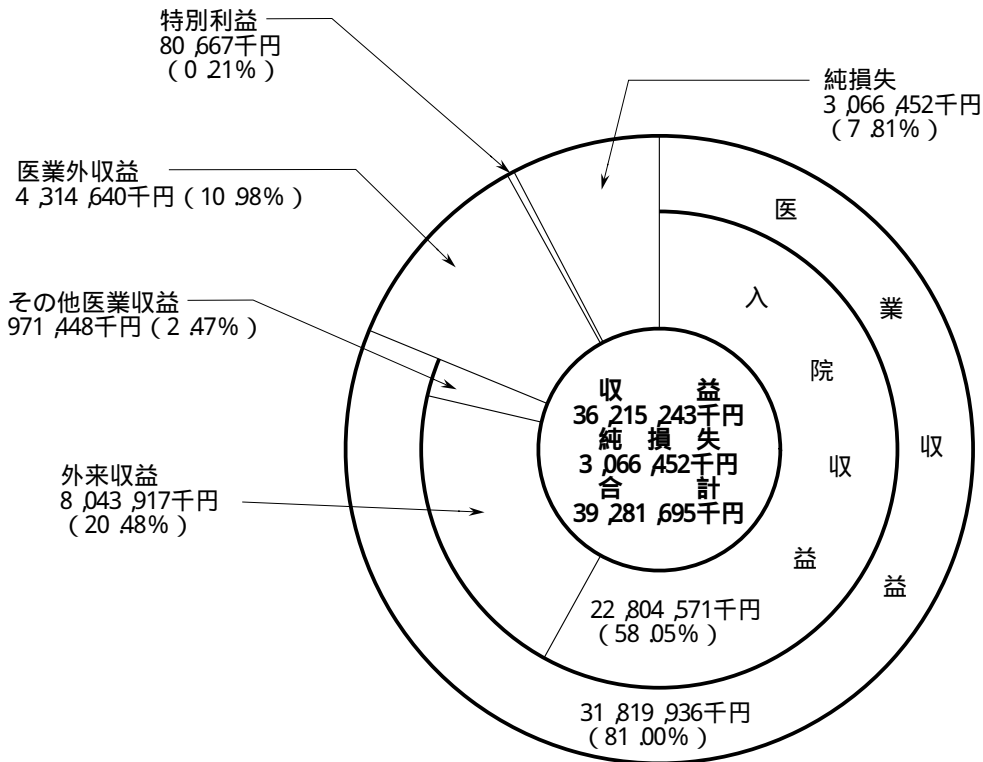 特別利益
80,667千円
(0.21%)
純損失
3,066,452千円
(7.81%)
医業外収益
4,314,640千円(10.98%)
その他医業収益
971,448千円(2.47%)
外来収益
8,043,917千円
(20.48%)
医業収益
入院収益
収益
36,215,243千円
純損失
3,066,452千円
合計
39,281,695千円
22,804,571千円
(58.05%)
31,819,936千円
(81.00%)